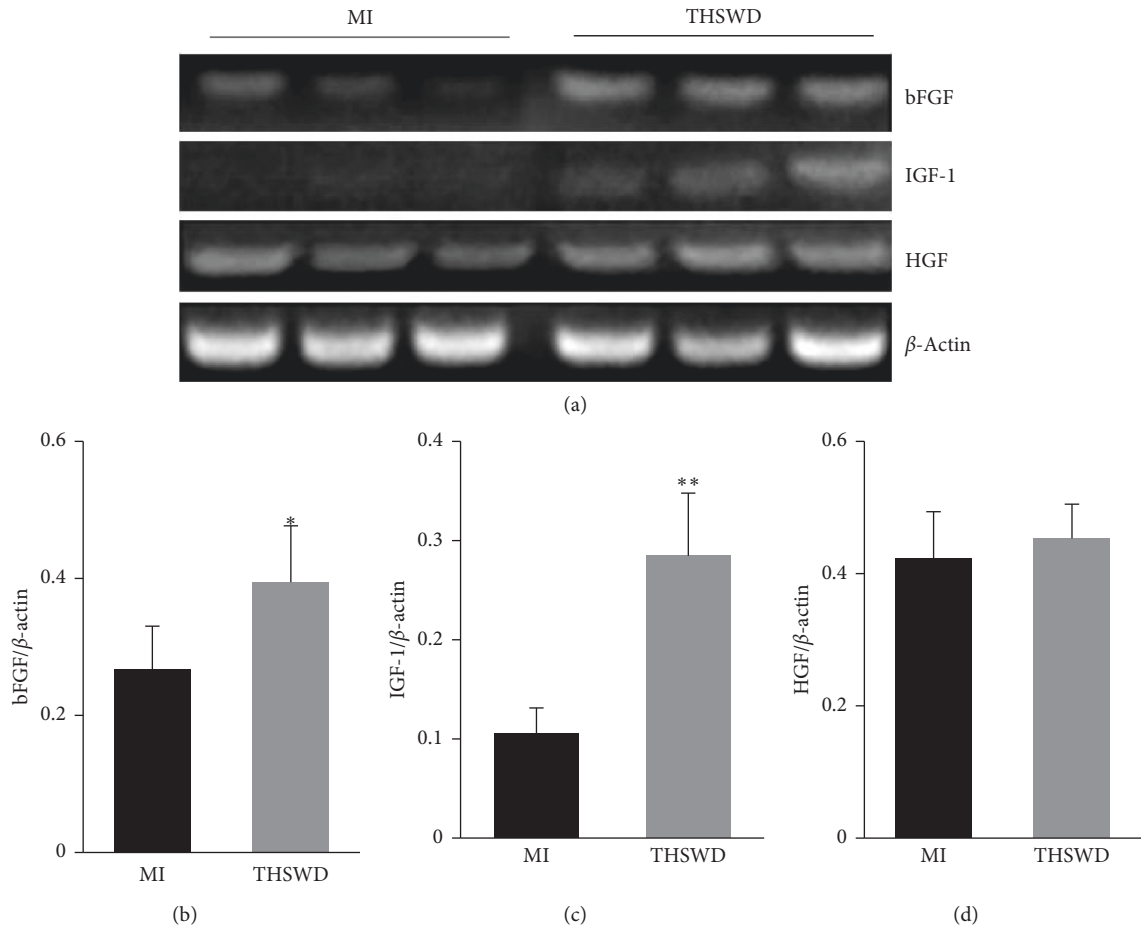 MI THSWD
bFGF
IGF-1
HGF
β-Actin
(a)
0.6
0.4
0.2
0
bFGF/β-actin
*
MI THSWD
(b)
0.4
0.3
0.2
0.1
0
IGF-1/β-actin
**
MI THSWD
(c)
0.6
0.4
0.2
0
HGF/β-actin
MI THSWD
(d)